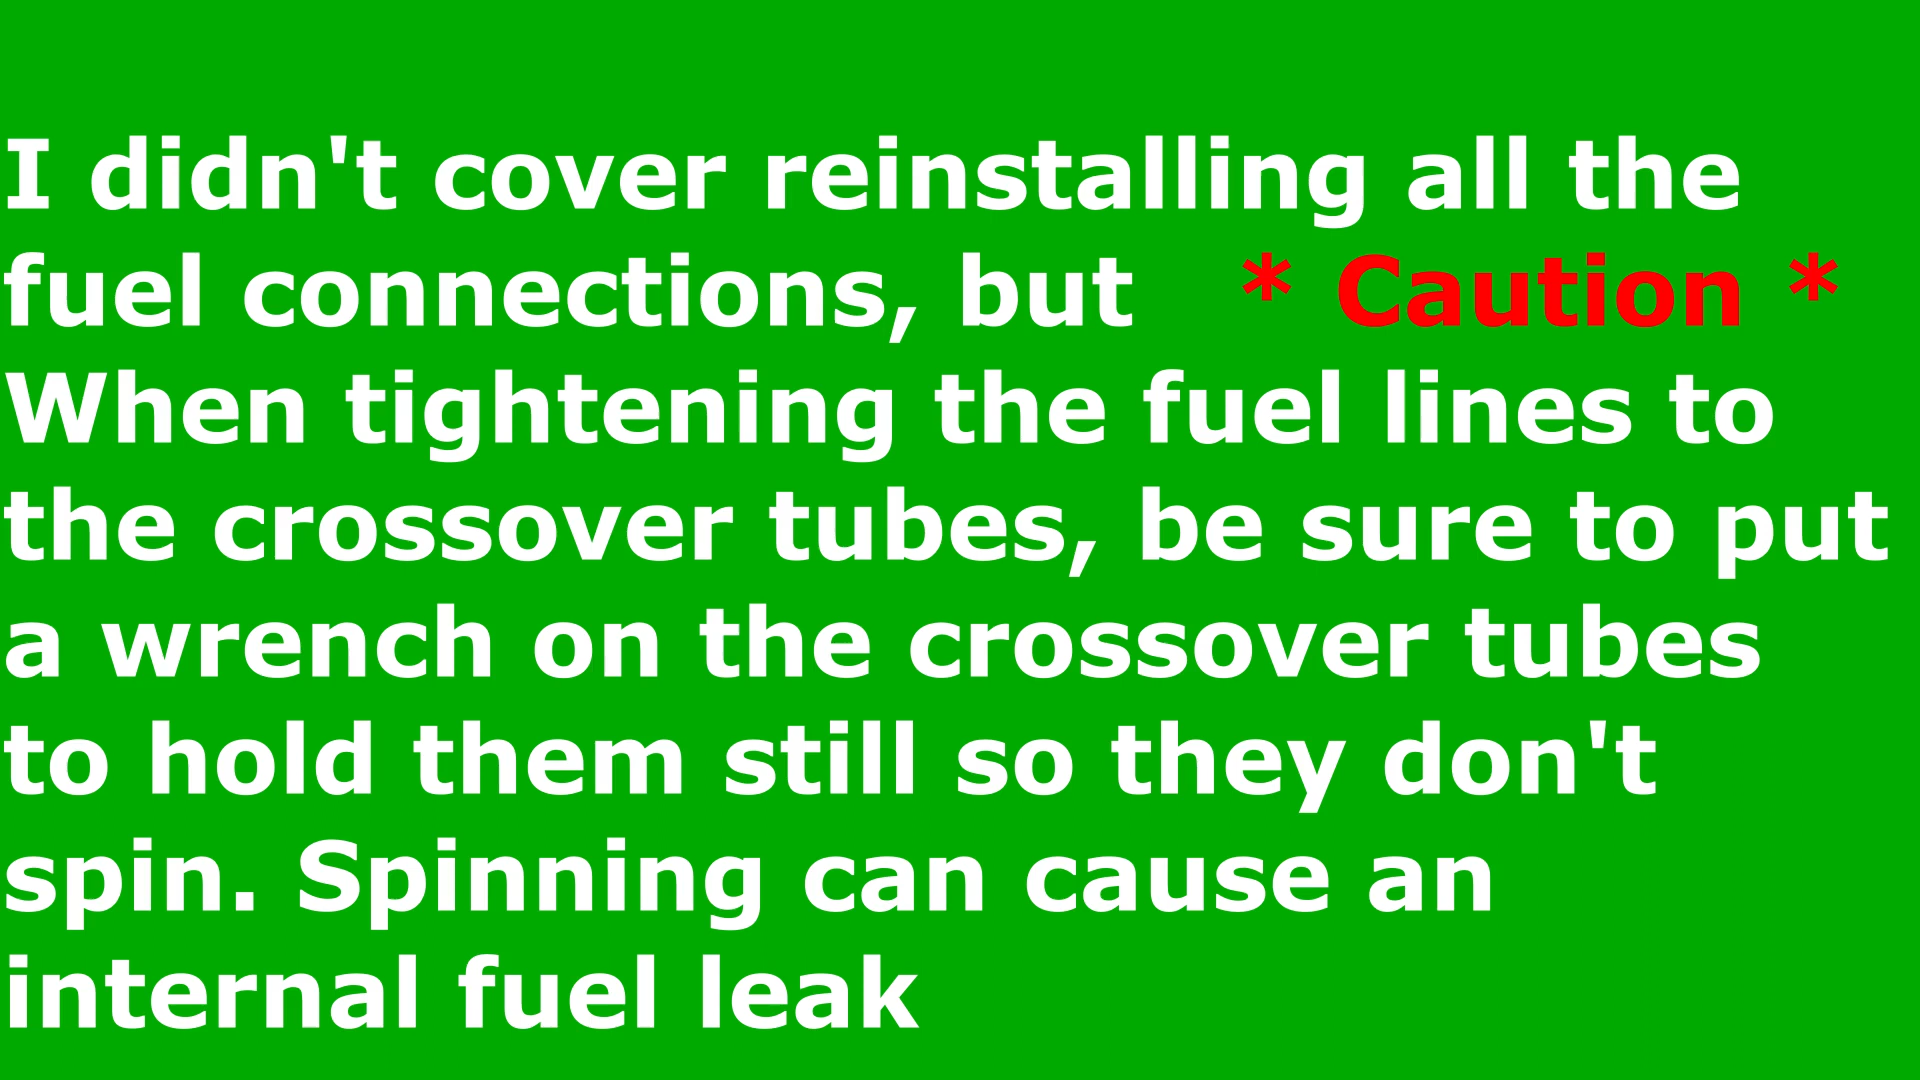 I didn't cover reinstalling all the
fuel connections, but * Caution *
When tightening the fuel lines to
the crossover tubes, be sure to put
a wrench on the crossover tubes
to hold them still so they don't
spin. Spinning can cause an
internal fuel leak